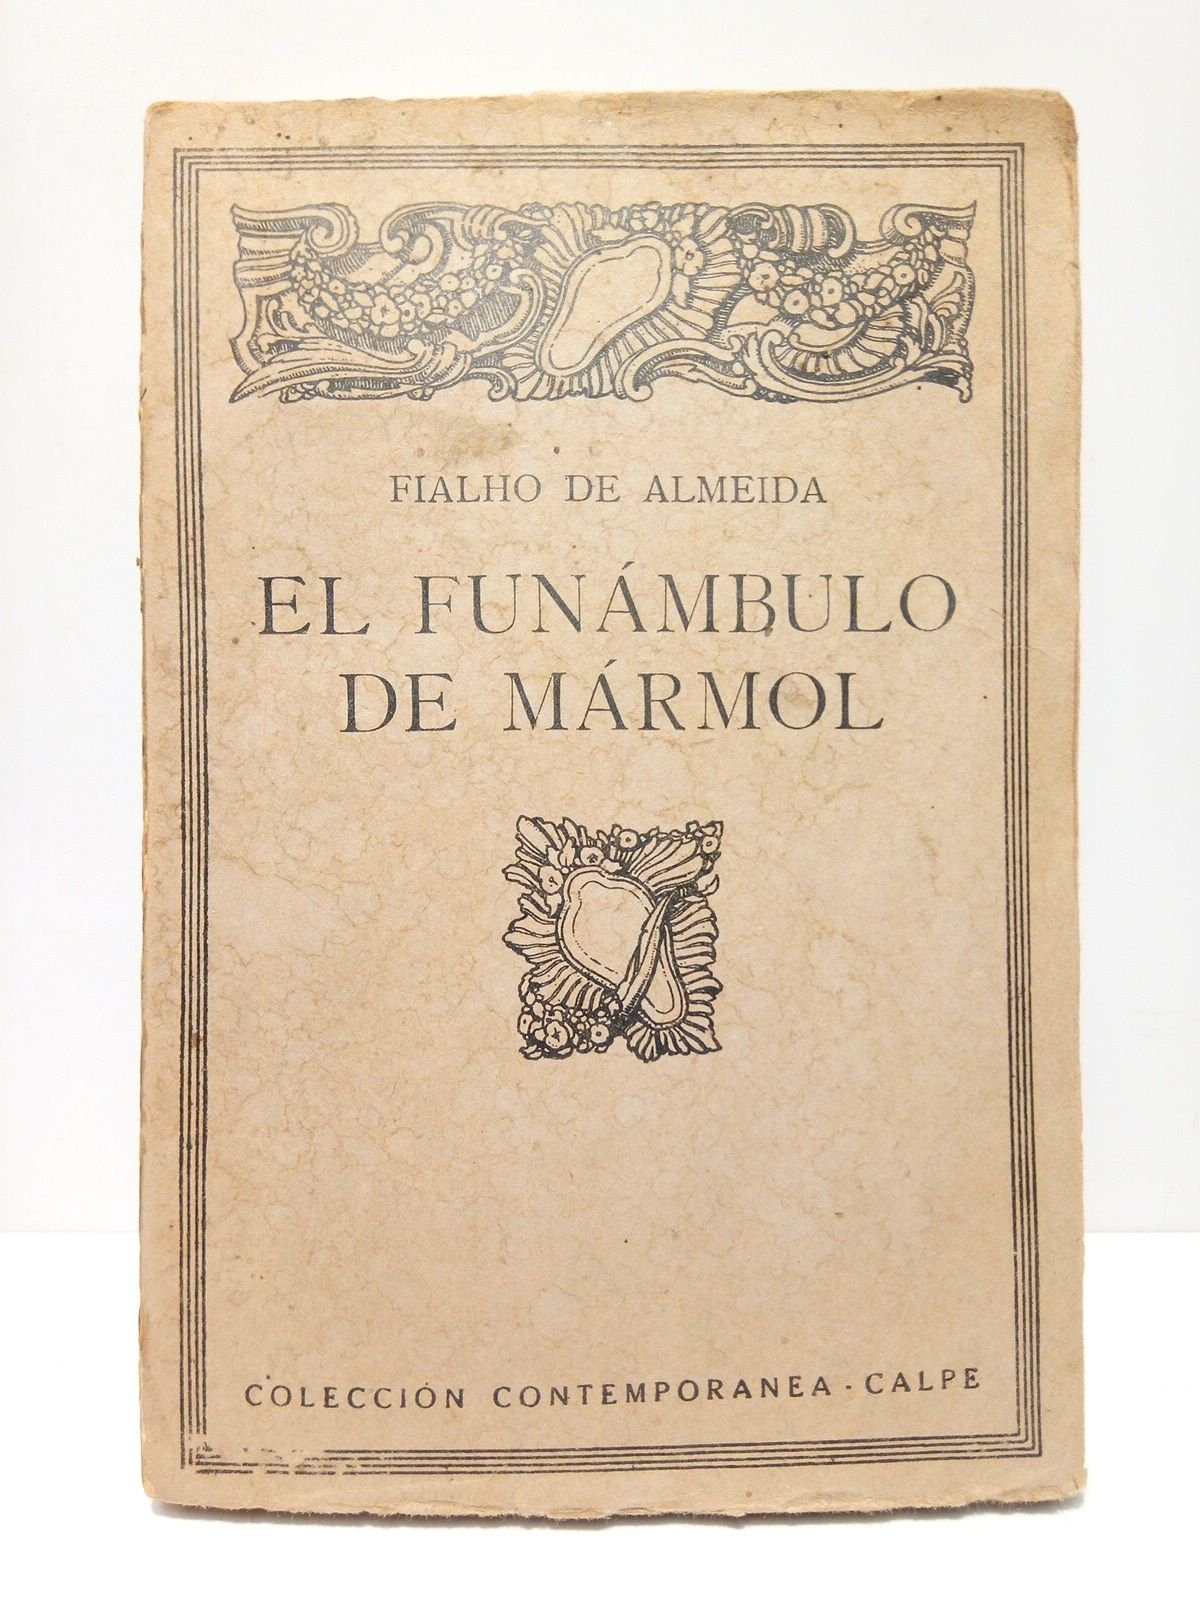 FIALHO DE ALMEIDA
EL FUNÁMBULO
DE MÁRMOL
COLECCIÓN CONTEMPORANEA · CALPE